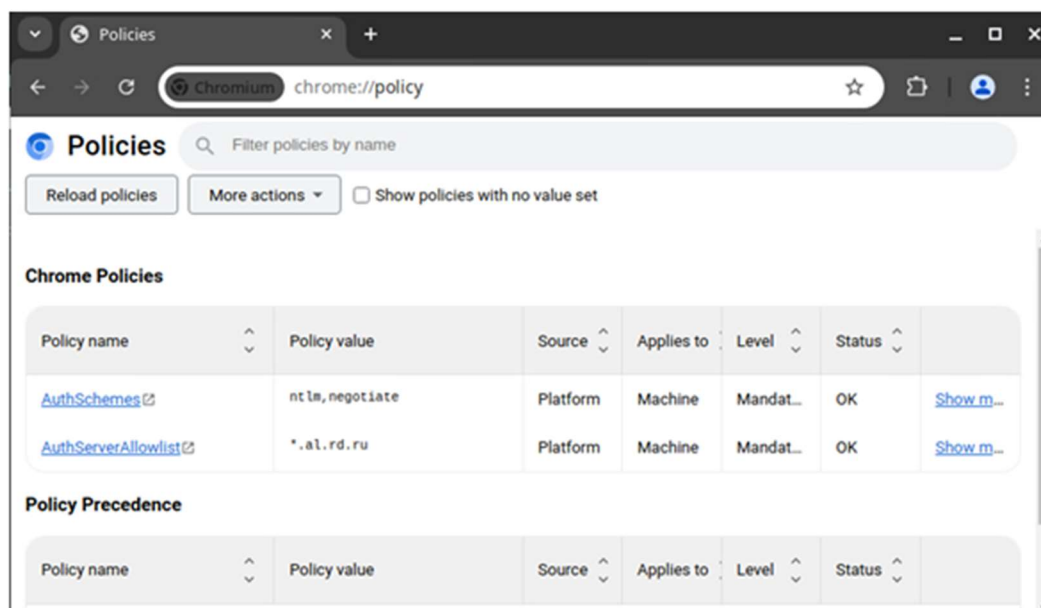 Policies
Chromium chrome://policy
Policies Filter policies by name
Reload policies More actions Show policies with no value set
Chrome Policies
Policy name Policy value Source Applies to Level Status
AuthSchemes ntlm,negotiate Platform Machine Mandat... OK Show m...
AuthServerAllowlist *.al.rd.ru Platform Machine Mandat... OK Show m...
Policy Precedence
Policy name Policy value Source Applies to Level Status